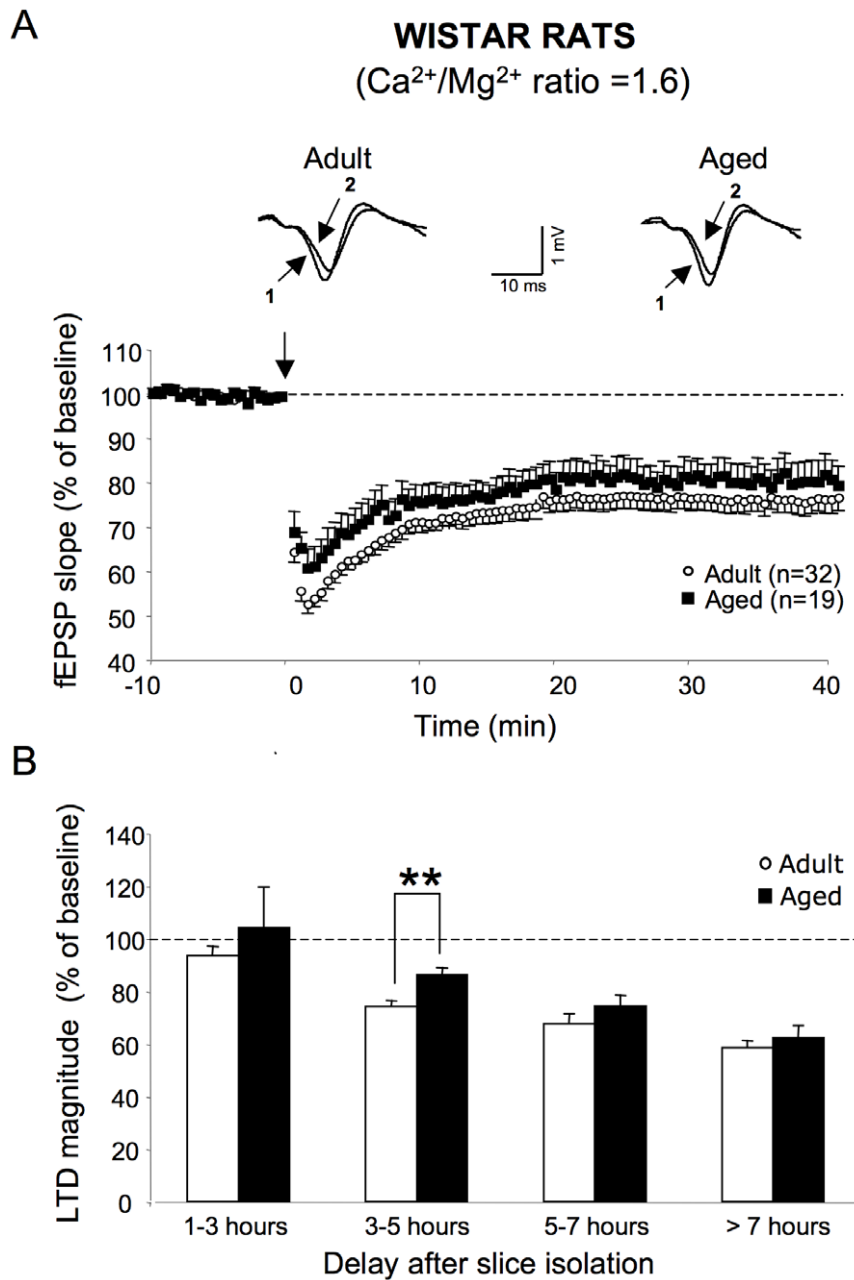 A
WISTAR RATS
(Ca²⁺/Mg²⁺ ratio =1.6)
Adult
Aged
2
2
1
1
1 mV
10 ms
fEPSP slope (% of baseline)
110
100
90
80
70
60
50
40
Adult (n=32)
Aged (n=19)
-10
0
10
20
30
40
Time (min)
B
LTD magnitude (% of baseline)
140
120
100
80
60
40
20
0
Adult
Aged
**
1-3 hours
3-5 hours
5-7 hours
> 7 hours
Delay after slice isolation